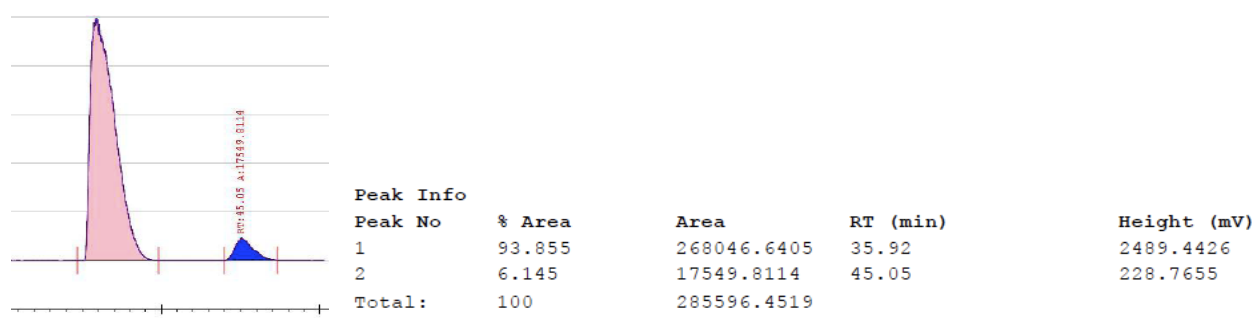 RT:45.05 A:17549.8114
Peak Info
Peak No % Area Area RT (min) Height (mV)
1 93.855 268046.6405 35.92 2489.4426
2 6.145 17549.8114 45.05 228.7655
Total: 100 285596.4519